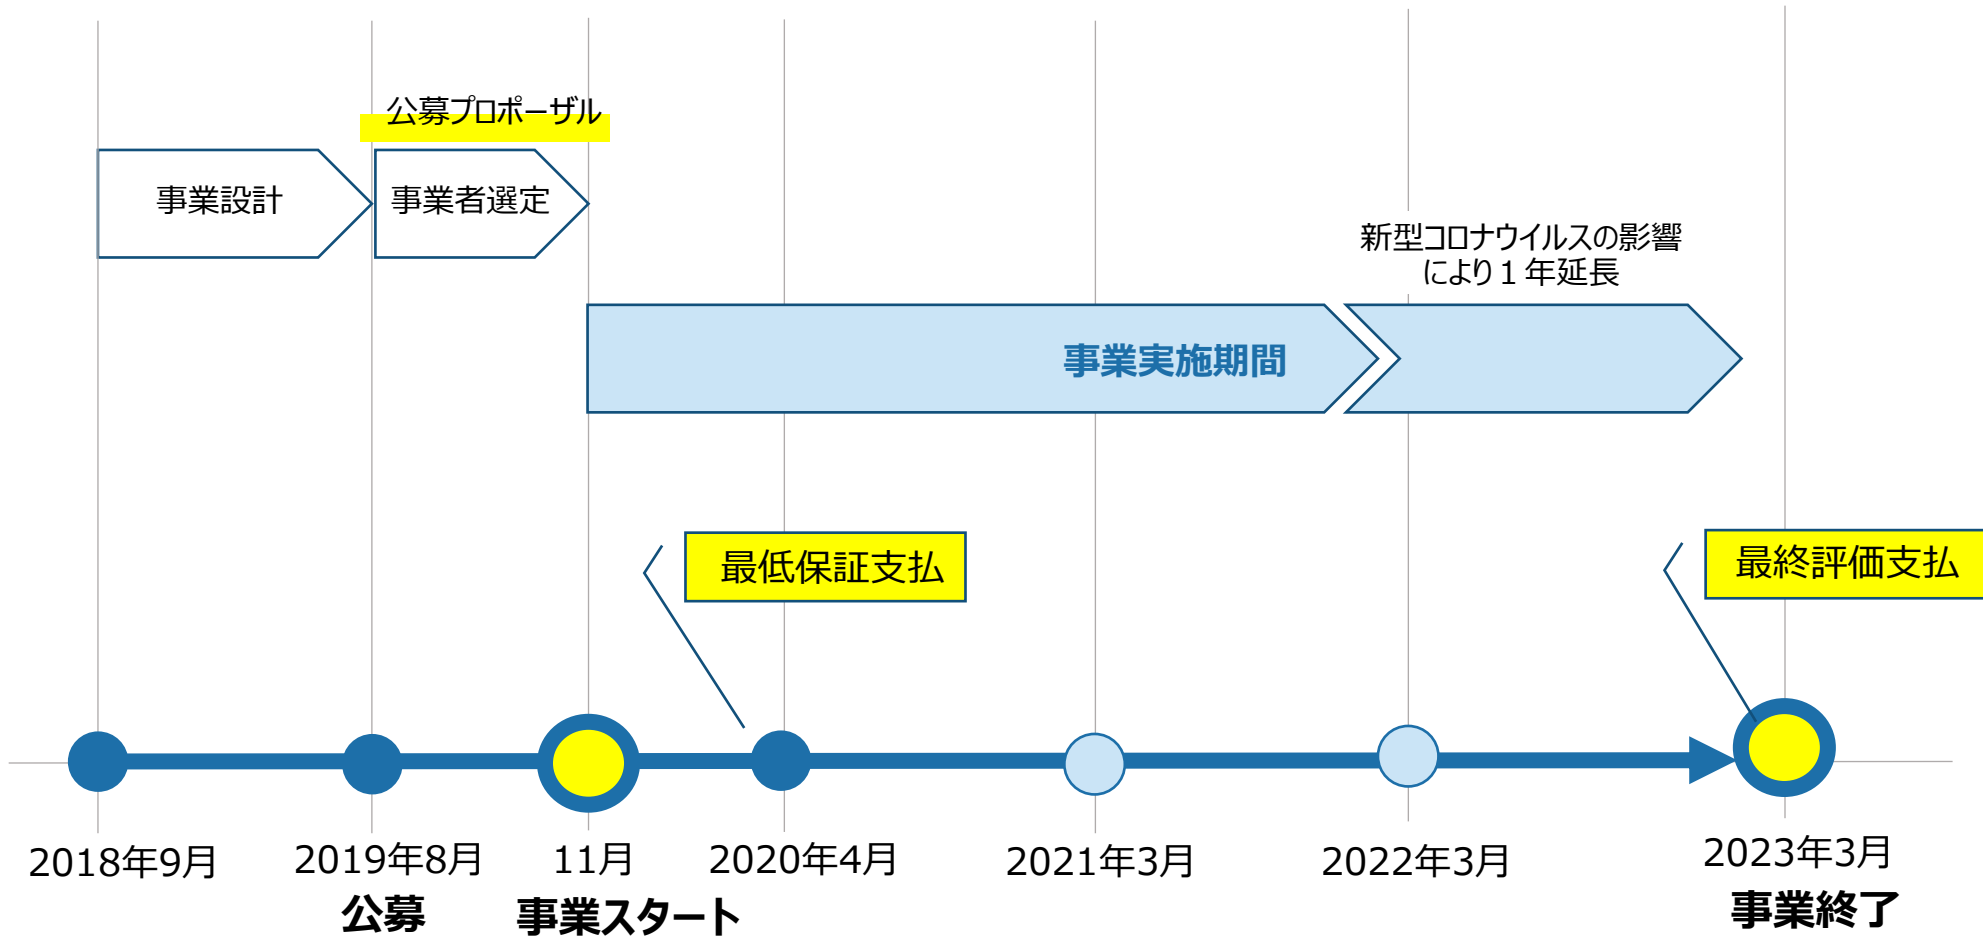 公募プロポーザル
事業設計
事業者選定
新型コロナウイルスの影響
により１年延長
事業実施期間
最低保証支払
最終評価支払
2018年9月
2019年8月
11月
2020年4月
2021年3月
2022年3月
2023年3月
公募
事業スタート
事業終了